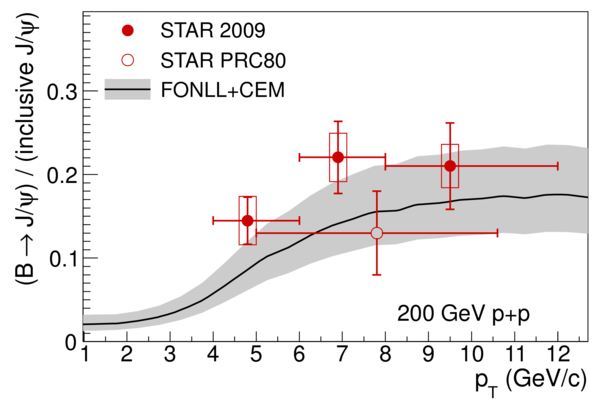 STAR 2009
STAR PRC80
FONLL+CEM
(B → J/ψ) / (inclusive J/ψ)
0.3
0.2
0.1
0
200 GeV p+p
1 2 3 4 5 6 7 8 9 10 11 12
p_T (GeV/c)